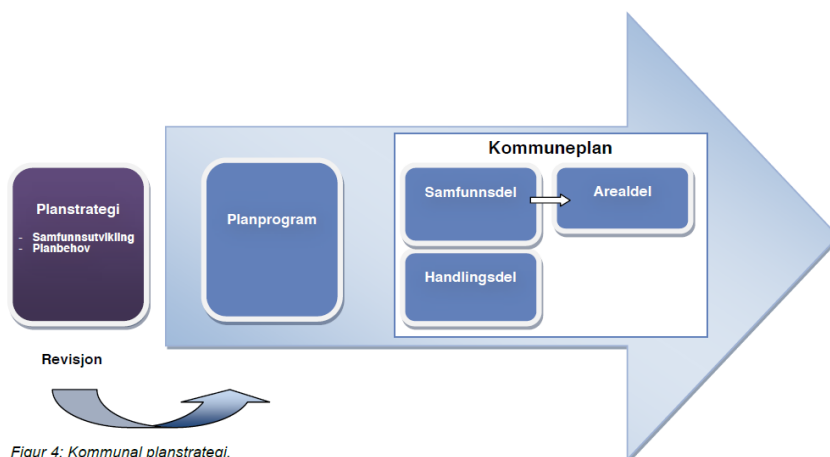 Kommuneplan
Planstrategi
- Samfunnsutvikling
- Planbehov
Planprogram
Samfunnsdel
Arealdel
Handlingsdel
Revisjon
Figur 4: Kommunal planstrategi.